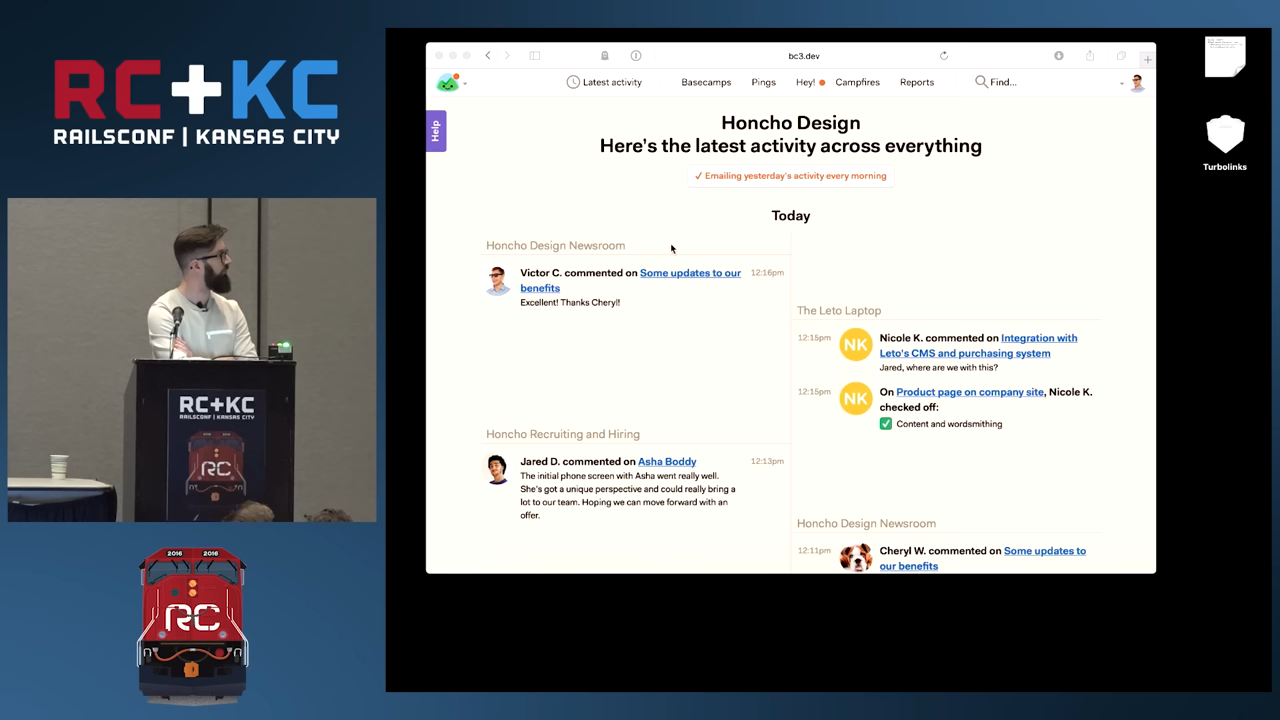 RC+KC
RAILSCONF | KANSAS CITY
RC+KC
RAILSCONF | KANSAS CITY
RC
2016 2016
RC
bc3.dev
Latest activity
Basecamps
Pings
Hey!
Campfires
Reports
Find...
Help
Honcho Design
Here's the latest activity across everything
✓ Emailing yesterday's activity every morning
Today
Honcho Design Newsroom
Victor C. commented on Some updates to our
benefits
Excellent! Thanks Cheryl!
12:16pm
The Leto Laptop
12:15pm
NK
Nicole K. commented on Integration with
Leto's CMS and purchasing system
Jared, where are we with this?
12:15pm
NK
On Product page on company site, Nicole K.
checked off:
Content and wordsmithing
Honcho Recruiting and Hiring
Jared D. commented on Asha Boddy
12:13pm
The initial phone screen with Asha went really well.
She's got a unique perspective and could really bring a
lot to our team. Hoping we can move forward with an
offer.
Honcho Design Newsroom
12:11pm
Cheryl W. commented on Some updates to
our benefits
Turbolinks